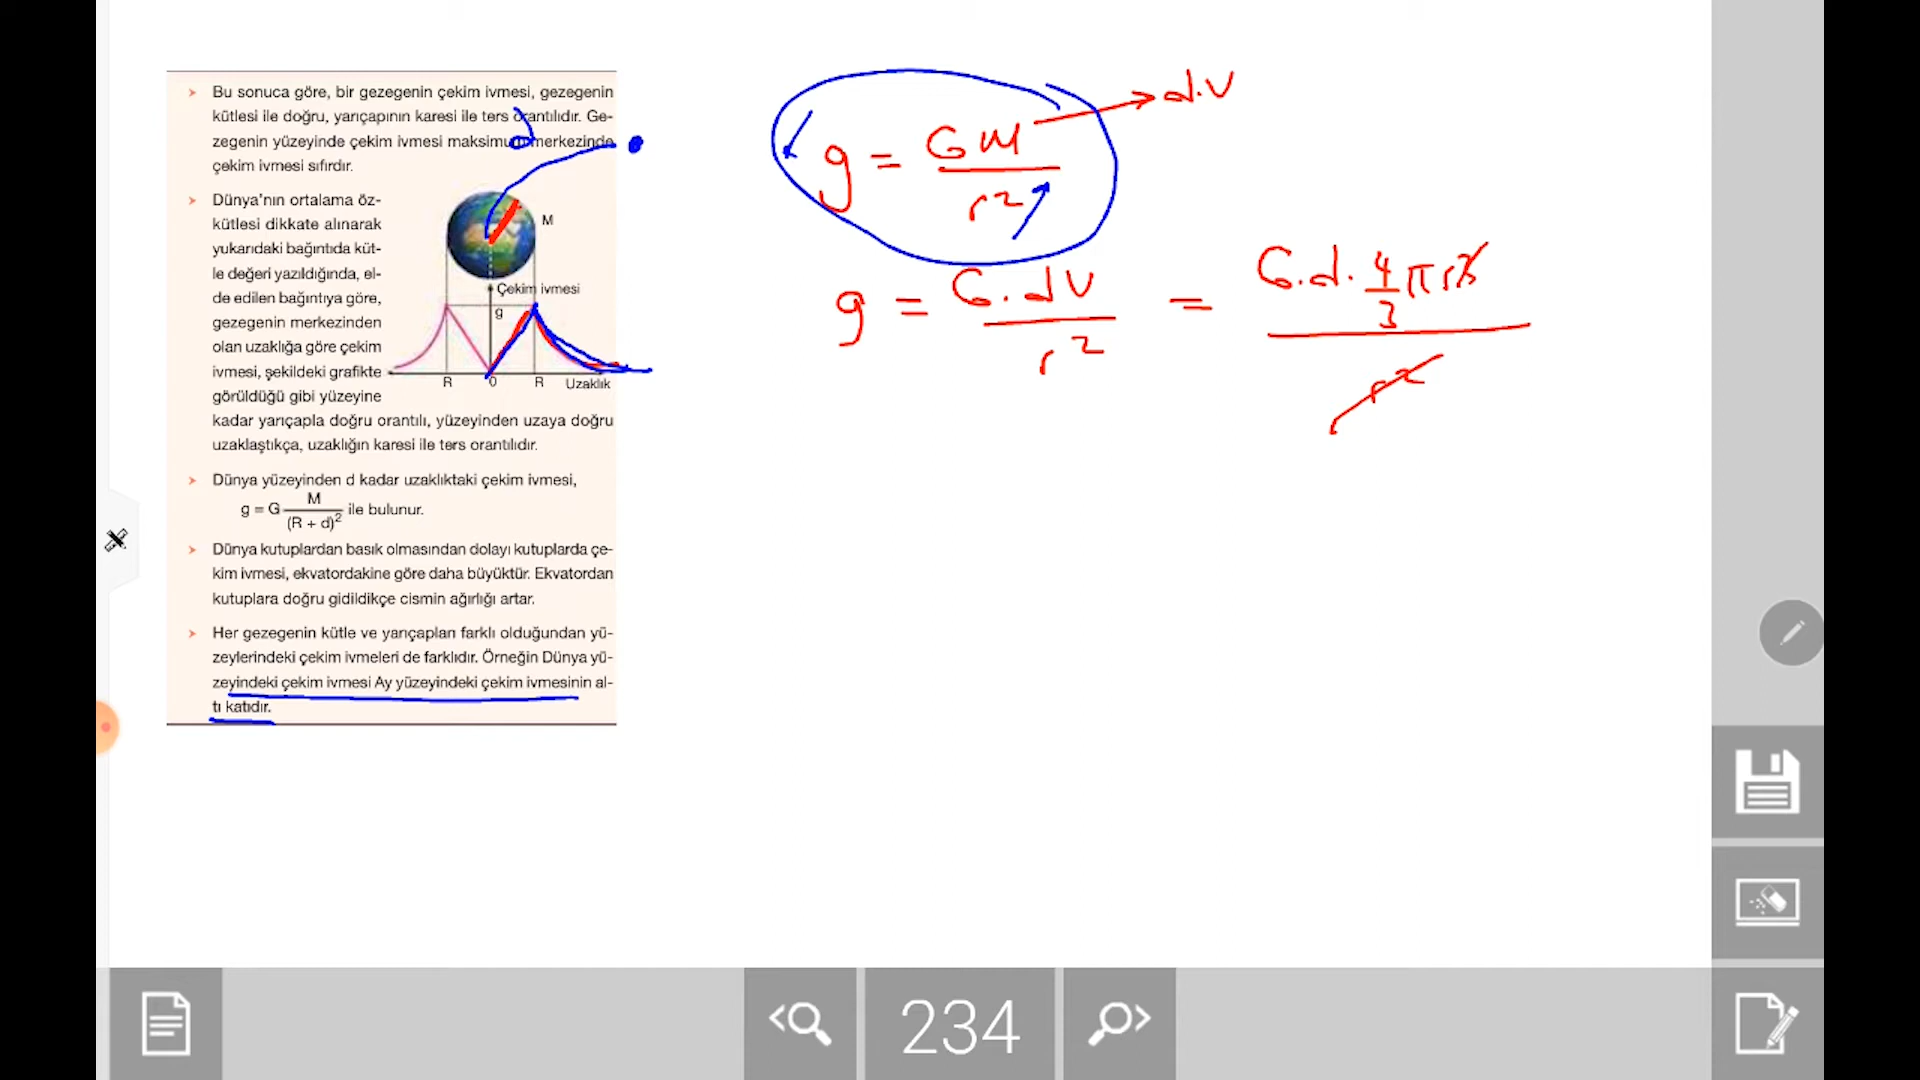 ➤ Bu sonuca göre, bir gezegenin çekim ivmesi, gezegenin
kütlesi ile doğru, yarıçapının karesi ile ters orantılıdır. Ge-
zegenin yüzeyinde çekim ivmesi maksimum merkezinde
çekim ivmesi sıfırdır.
d
➤ Dünya'nın ortalama öz-
kütlesi dikkate alınarak
yukarıdaki bağıntıda küt-
le değeri yazıldığında, el-
de edilen bağıntıya göre,
gezegenin merkezinden
olan uzaklığa göre çekim
ivmesi, şekildeki grafikte
görüldüğü gibi yüzeyine
kadar yarıçapla doğru orantılı, yüzeyinden uzaya doğru
uzaklaştıkça, uzaklığın karesi ile ters orantılıdır.
M
Çekim ivmesi
g
R 0 R Uzaklık
➤ Dünya yüzeyinden d kadar uzaklıktaki çekim ivmesi,
g = G M / (R + d)² ile bulunur.
➤ Dünya kutuplardan basık olmasından dolayı kutuplarda çe-
kim ivmesi, ekvatordakine göre daha büyüktür. Ekvatordan
kutuplara doğru gidildikçe cismin ağırlığı artar.
➤ Her gezegenin kütle ve yarıçapları farklı olduğundan yü-
zeylerindeki çekim ivmeleri de farklıdır. Örneğin Dünya yü-
zeyindeki çekim ivmesi Ay yüzeyindeki çekim ivmesinin al-
tı katıdır.
g = GM / r² → d.V
g = G.dV / r² = G.d.4/3 πr³ / r²
234